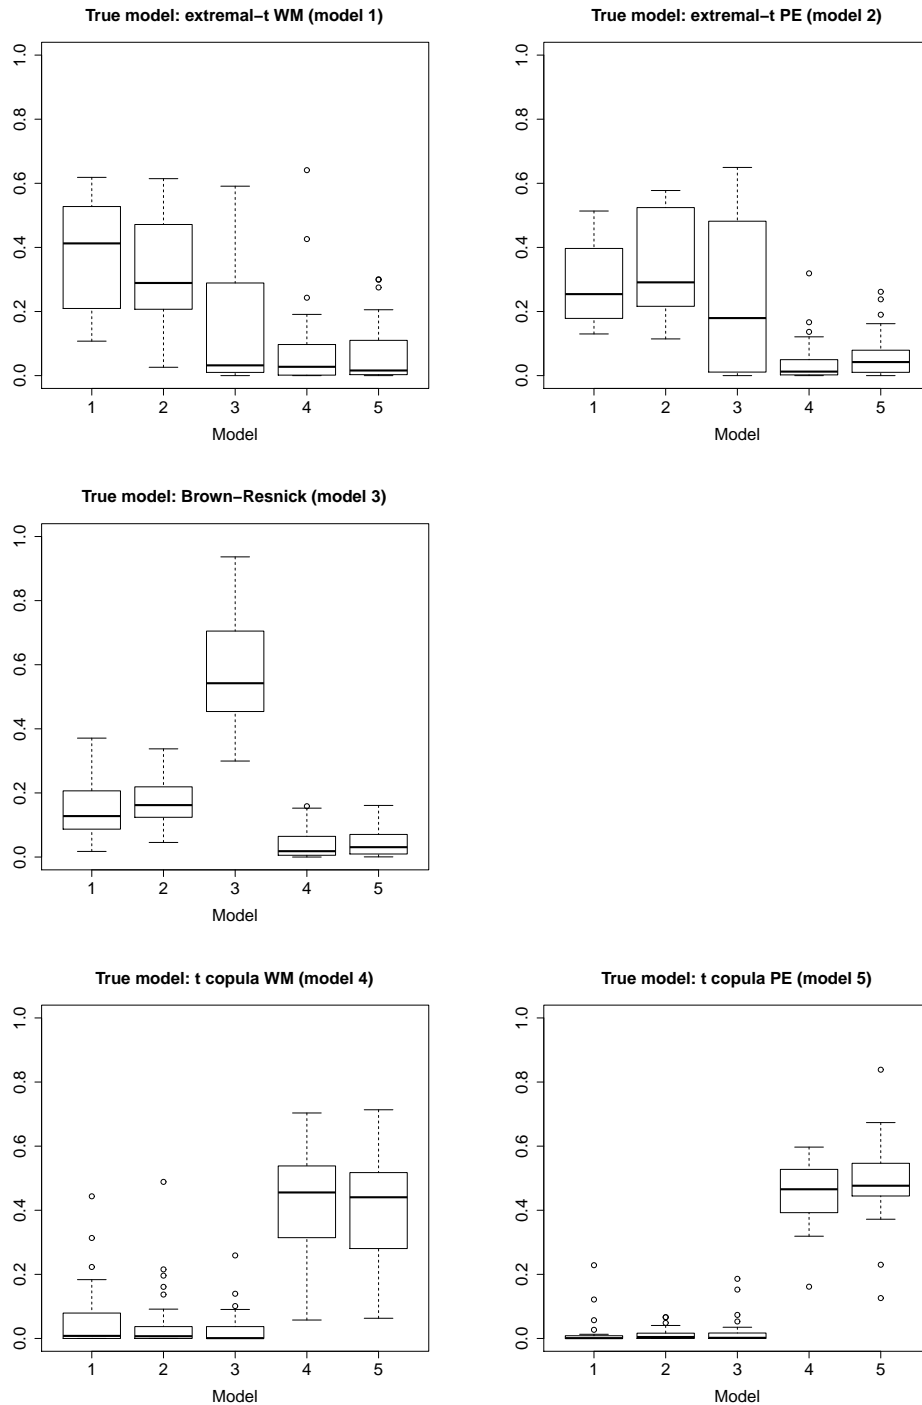 True model: extremal−t WM (model 1)
0.0 0.2 0.4 0.6 0.8 1.0
1 2 3 4 5
Model
True model: extremal−t PE (model 2)
0.0 0.2 0.4 0.6 0.8 1.0
1 2 3 4 5
Model
True model: Brown−Resnick (model 3)
0.0 0.2 0.4 0.6 0.8 1.0
1 2 3 4 5
Model
True model: t copula WM (model 4)
0.0 0.2 0.4 0.6 0.8 1.0
1 2 3 4 5
Model
True model: t copula PE (model 5)
0.0 0.2 0.4 0.6 0.8 1.0
1 2 3 4 5
Model